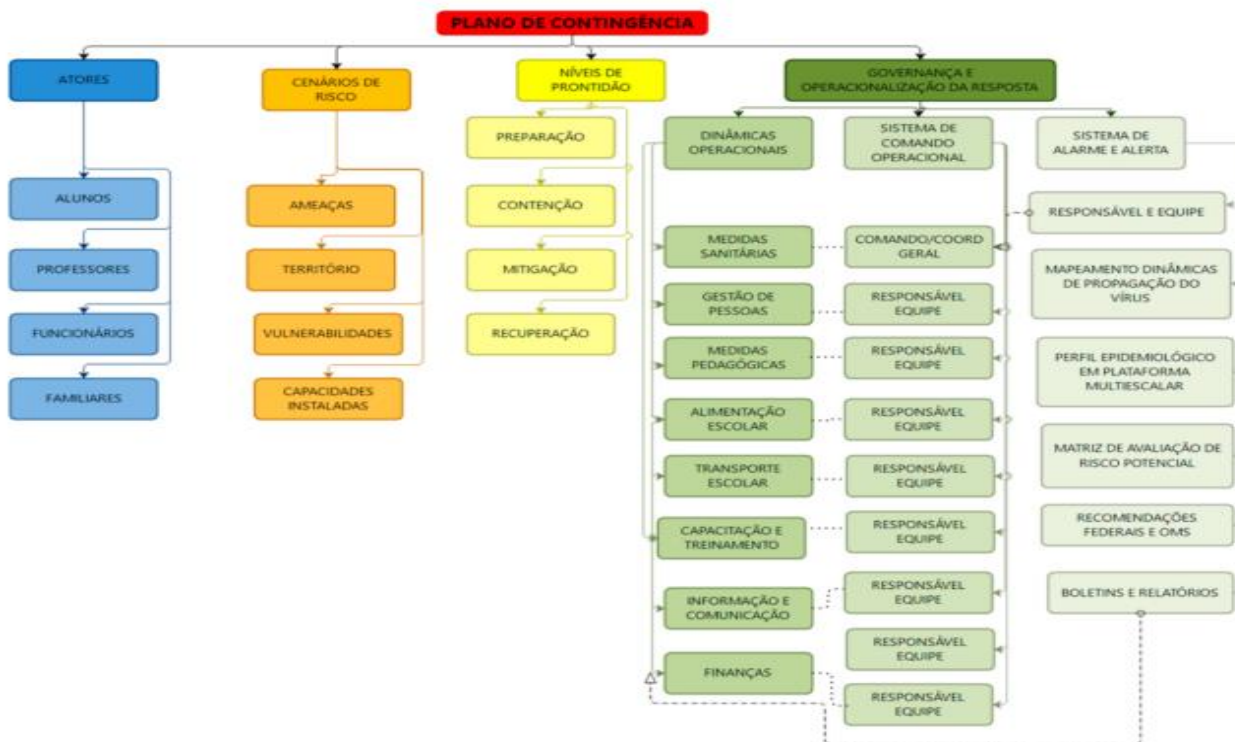 PLANO DE CONTINGÊNCIA
ATORES
ALUNOS
PROFESSORES
FUNCIONÁRIOS
FAMILIARES
CENÁRIOS DE
RISCO
AMEAÇAS
TERRITÓRIO
VULNERABILIDADES
CAPACIDADES
INSTALADAS
NÍVEIS DE
PRONTIDÃO
PREPARAÇÃO
CONTENÇÃO
MITIGAÇÃO
RECUPERAÇÃO
GOVERNANÇA E
OPERACIONALIZAÇÃO DA RESPOSTA
DINÂMICAS
OPERACIONAIS
MEDIDAS
SANITÁRIAS
GESTÃO DE
PESSOAS
MEDIDAS
PEDAGÓGICAS
ALIMENTAÇÃO
ESCOLAR
TRANSPORTE
ESCOLAR
CAPACITAÇÃO E
TREINAMENTO
INFORMAÇÃO E
COMUNICAÇÃO
FINANÇAS
SISTEMA DE
COMANDO
OPERACIONAL
COMANDO/COORD
GERAL
RESPONSÁVEL
EQUIPE
RESPONSÁVEL
EQUIPE
RESPONSÁVEL
EQUIPE
RESPONSÁVEL
EQUIPE
RESPONSÁVEL
EQUIPE
RESPONSÁVEL
EQUIPE
RESPONSÁVEL
EQUIPE
RESPONSÁVEL
EQUIPE
SISTEMA DE
ALARME E ALERTA
RESPONSÁVEL E EQUIPE
MAPEAMENTO DINÂMICAS
DE PROPAGAÇÃO DO
VÍRUS
PERFIL EPIDEMIOLÓGICO
EM PLATAFORMA
MULTIESCALAR
MATRIZ DE AVALIAÇÃO DE
RISCO POTENCIAL
RECOMENDAÇÕES
FEDERAIS E OMS
BOLETINS E RELATÓRIOS